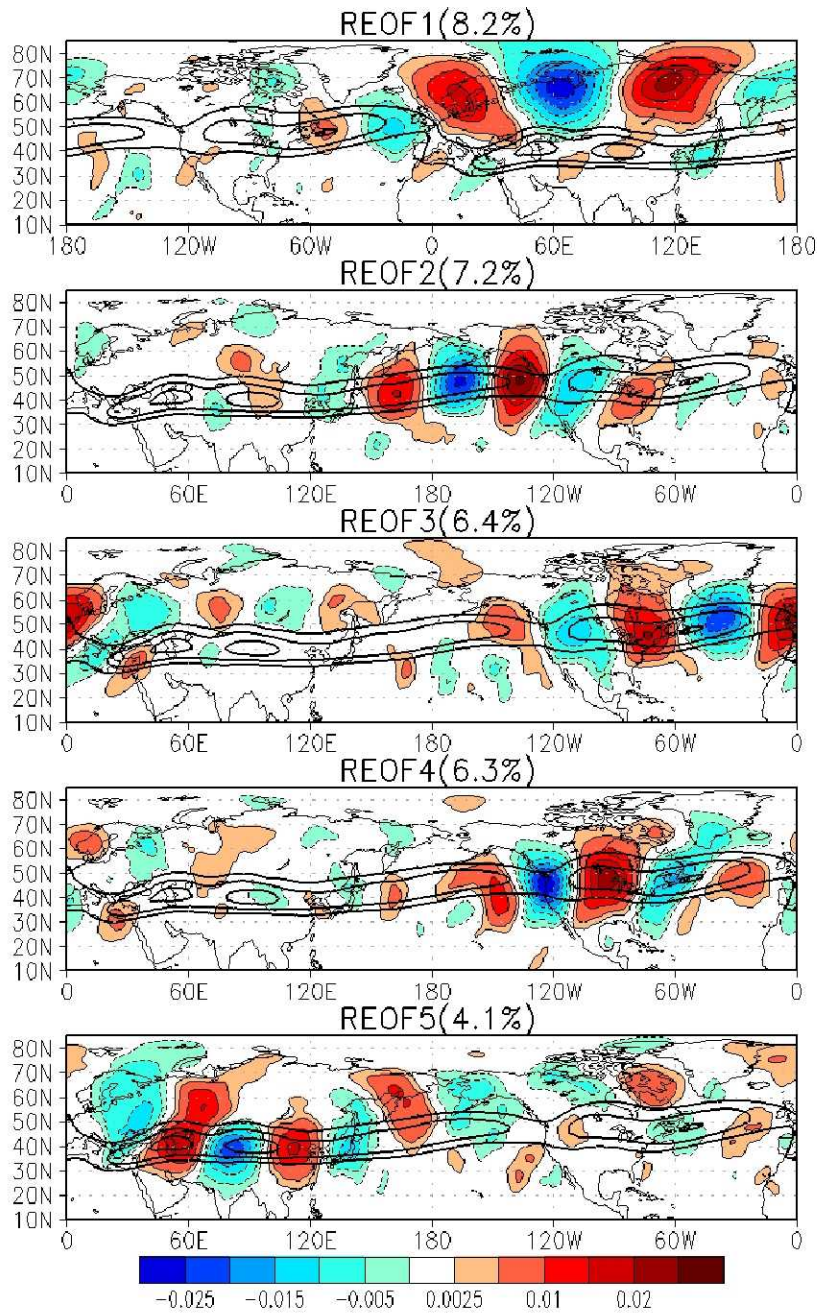 REOF1(8.2%)
80N
70N
60N
50N
40N
30N
20N
10N
180 120W 60W 0 60E 120E 180
REOF2(7.2%)
80N
70N
60N
50N
40N
30N
20N
10N
0 60E 120E 180 120W 60W 0
REOF3(6.4%)
80N
70N
60N
50N
40N
30N
20N
10N
0 60E 120E 180 120W 60W 0
REOF4(6.3%)
80N
70N
60N
50N
40N
30N
20N
10N
0 60E 120E 180 120W 60W 0
REOF5(4.1%)
80N
70N
60N
50N
40N
30N
20N
10N
0 60E 120E 180 120W 60W 0
−0.025 −0.015 −0.005 0.0025 0.01 0.02